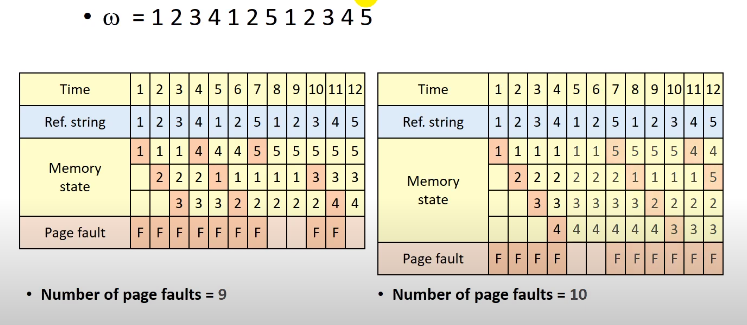 • ω = 1 2 3 4 1 2 5 1 2 3 4 5
Time 1 2 3 4 5 6 7 8 9 10 11 12
Ref. string 1 2 3 4 1 2 5 1 2 3 4 5
Memory state
1 1 1 4 4 4 5 5 5 5 5 5
2 2 2 1 1 1 1 1 3 3 3
3 3 3 2 2 2 2 2 4 4
Page fault F F F F F F F F F
• Number of page faults = 9
Time 1 2 3 4 5 6 7 8 9 10 11 12
Ref. string 1 2 3 4 1 2 5 1 2 3 4 5
Memory state
1 1 1 1 1 1 5 5 5 5 4 4
2 2 2 2 2 2 1 1 1 1 5
3 3 3 3 3 3 2 2 2 2
4 4 4 4 4 4 3 3 3
Page fault F F F F F F F F F F
• Number of page faults = 10